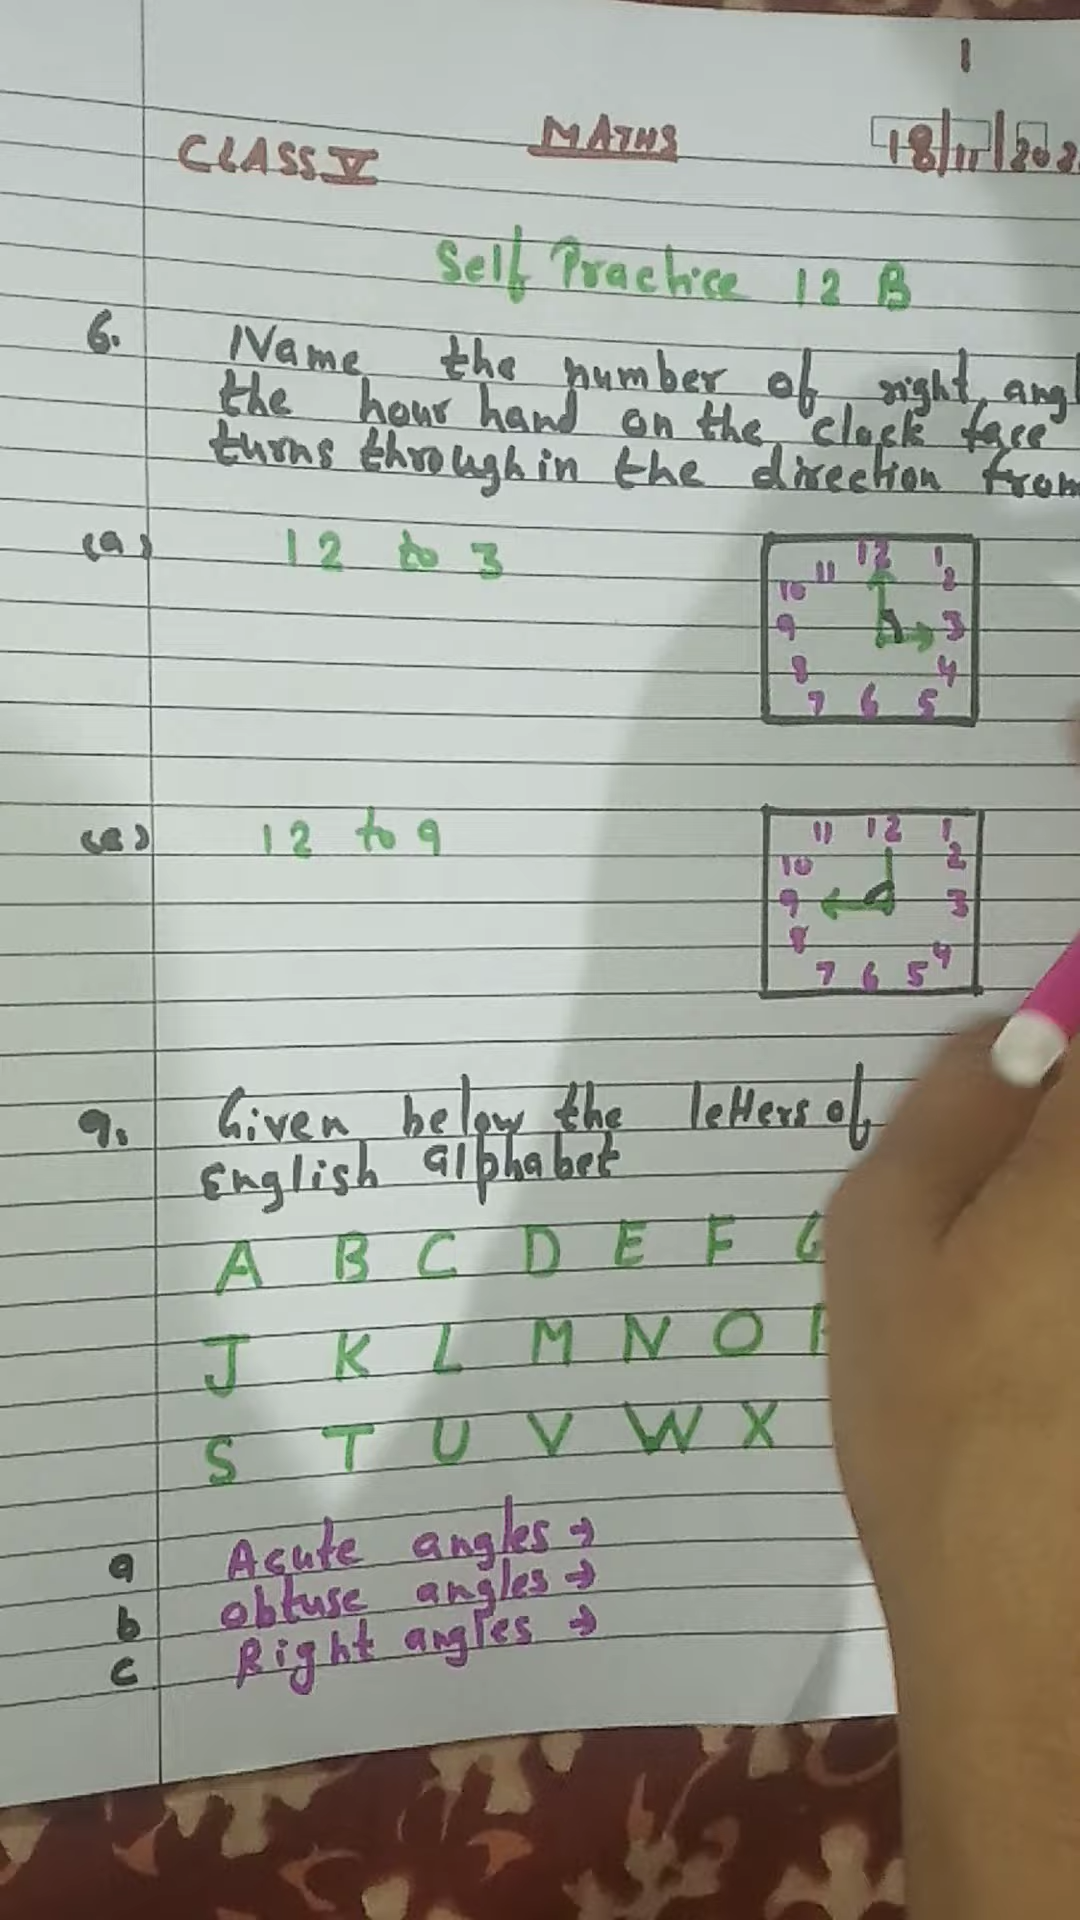 1
CLASS V
MATHS
18/11/202
Self Practice 12 B
6. Name the number of right angl
the hour hand on the clock face
turns through in the direction from
(a) 12 to 3
11 12 1
10 2
9 3
8 4
7 6 5
12 to 9
11 12 1
10 2
9 3
8 4
7 6 5
9. Given below the letters of
English alphabet
A B C D E F
J K L M N O
S T U V W X
a Acute angles →
b obtuse angles →
c Right angles →